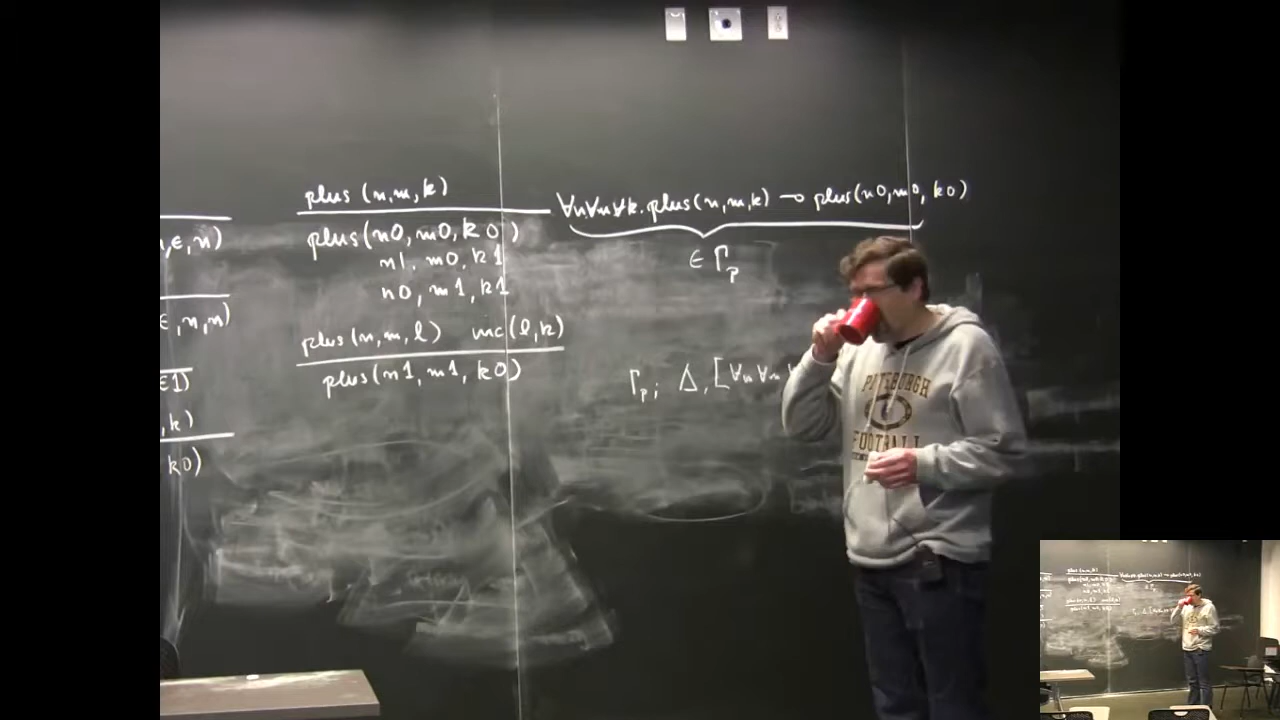 , ε, n)
ε, n, n)
ε1)
, k)
k0)
plus (n, m, k)
plus(n0, m0, k0)
n1, m0, k1
n0, m1, k1
plus(n, m, l) inc(l, k)
plus(n1, m1, k0)
∀n∀m∀k. plus(n, m, k) ⊸ plus(n0, m0, k0)
∈ Γp
Γp; Δ, [∀n ∀m
PITTSBURGH
FOOTBALL